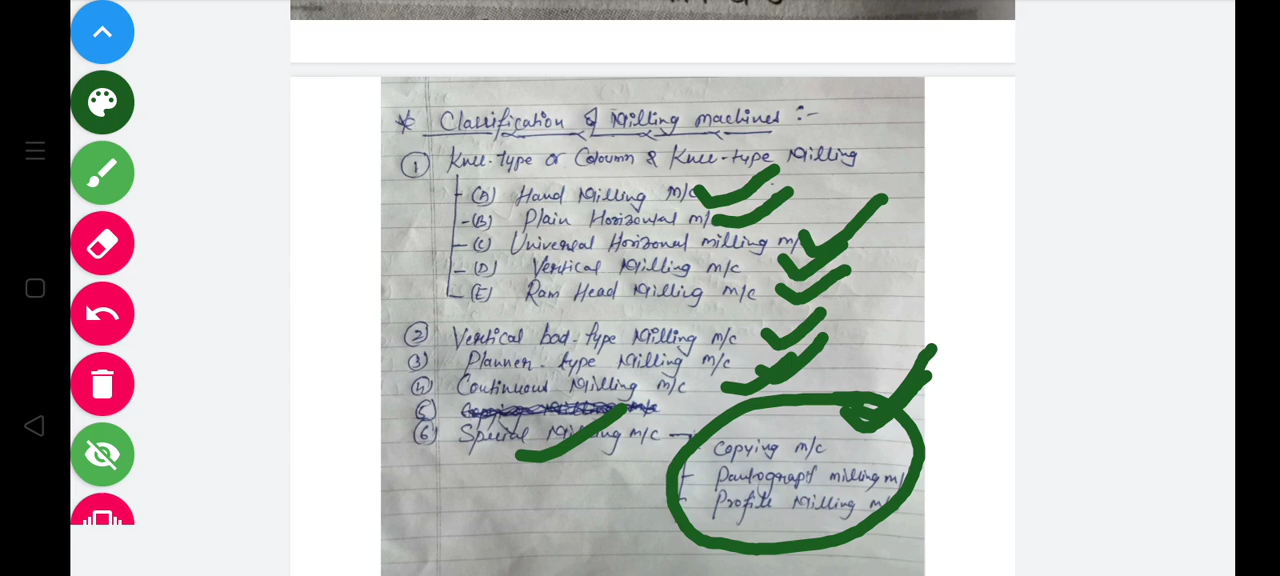 * Classification of Milling machines :-
① Knee-type or Coloumn & Knee-type Milling
(A) Hand Milling m/c
(B) Plain Horizontal m/
(C) Universal Horizonal milling m/
(D) Vertical Milling m/c
(E) Ram Head Milling m/c
② Vertical bad-type Milling m/c
③ Planner-type Milling m/c
④ Continuous Milling m/c
⑤
⑥ Special Milling m/c
Copying m/c
Pantograph milling m/
Profile Milling m/